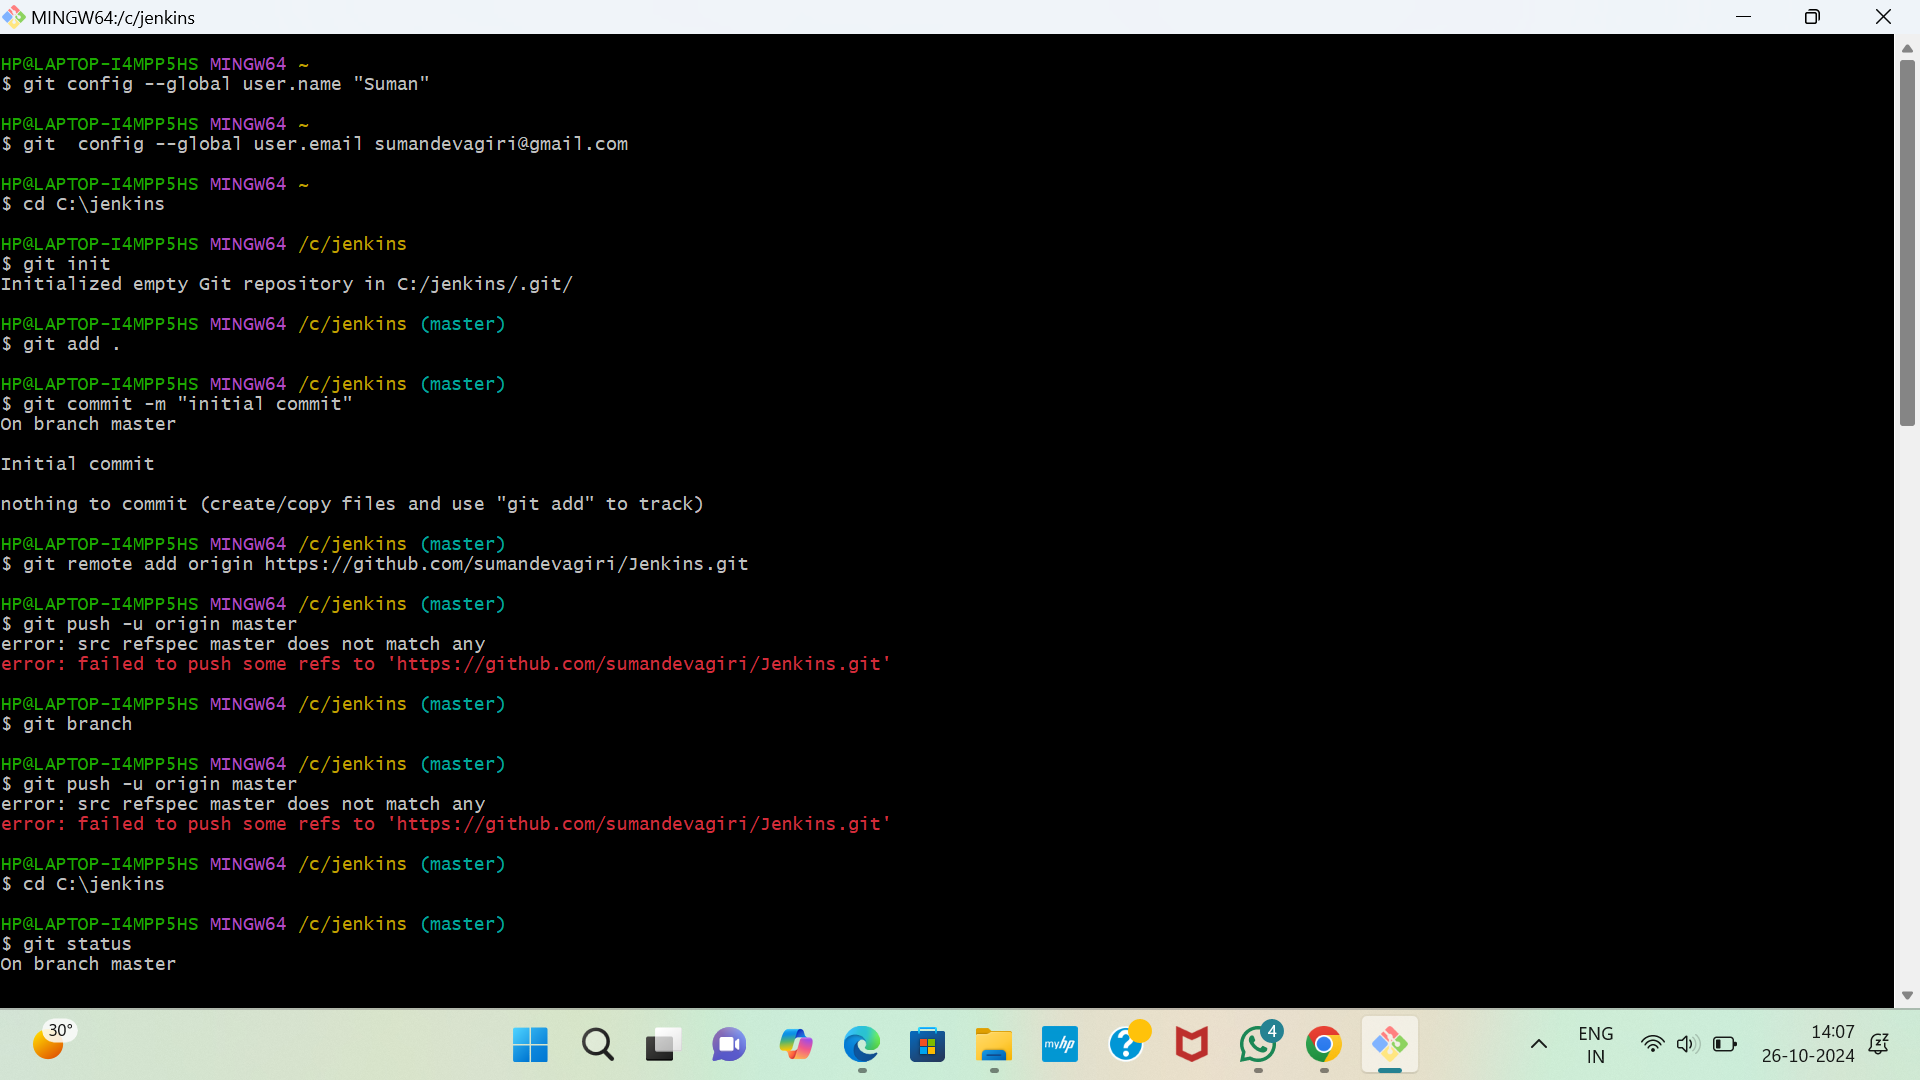 MINGW64:/c/jenkins
HP@LAPTOP-I4MPP5HS MINGW64 ~
$ git config --global user.name "Suman"
HP@LAPTOP-I4MPP5HS MINGW64 ~
$ git  config --global user.email sumandevagiri@gmail.com
HP@LAPTOP-I4MPP5HS MINGW64 ~
$ cd C:\jenkins
HP@LAPTOP-I4MPP5HS MINGW64 /c/jenkins
$ git init
Initialized empty Git repository in C:/jenkins/.git/
HP@LAPTOP-I4MPP5HS MINGW64 /c/jenkins (master)
$ git add .
HP@LAPTOP-I4MPP5HS MINGW64 /c/jenkins (master)
$ git commit -m "initial commit"
On branch master
Initial commit
nothing to commit (create/copy files and use "git add" to track)
HP@LAPTOP-I4MPP5HS MINGW64 /c/jenkins (master)
$ git remote add origin https://github.com/sumandevagiri/Jenkins.git
HP@LAPTOP-I4MPP5HS MINGW64 /c/jenkins (master)
$ git push -u origin master
error: src refspec master does not match any
error: failed to push some refs to 'https://github.com/sumandevagiri/Jenkins.git'
HP@LAPTOP-I4MPP5HS MINGW64 /c/jenkins (master)
$ git branch
HP@LAPTOP-I4MPP5HS MINGW64 /c/jenkins (master)
$ git push -u origin master
error: src refspec master does not match any
error: failed to push some refs to 'https://github.com/sumandevagiri/Jenkins.git'
HP@LAPTOP-I4MPP5HS MINGW64 /c/jenkins (master)
$ cd C:\jenkins
HP@LAPTOP-I4MPP5HS MINGW64 /c/jenkins (master)
$ git status
On branch master
30°
myhp
?
4
ENG
IN
14:07
26-10-2024